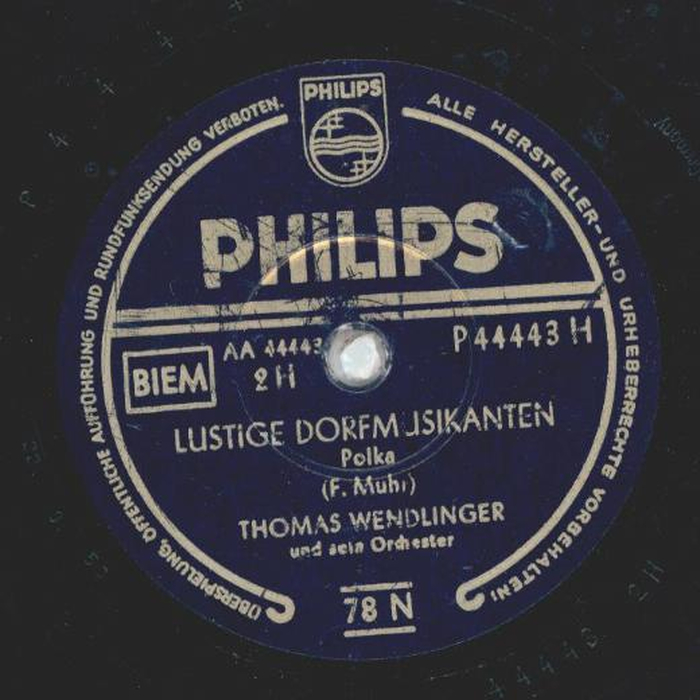 PHILIPS
ALLE HERSTELLER-UND URHEBERRECHTE VORBEHALTEN!
ÜBERSPIELUNG, ÖFFENTLICHE AUFFÜHRUNG UND RUNDFUNKSENDUNG VERBOTEN.
PHILIPS
AA 44443 P 44443 H
BIEM 2 H
LUSTIGE DORFMUSIKANTEN
Polka
(F. Muhr)
THOMAS WENDLINGER
und sein Orchester
78 N